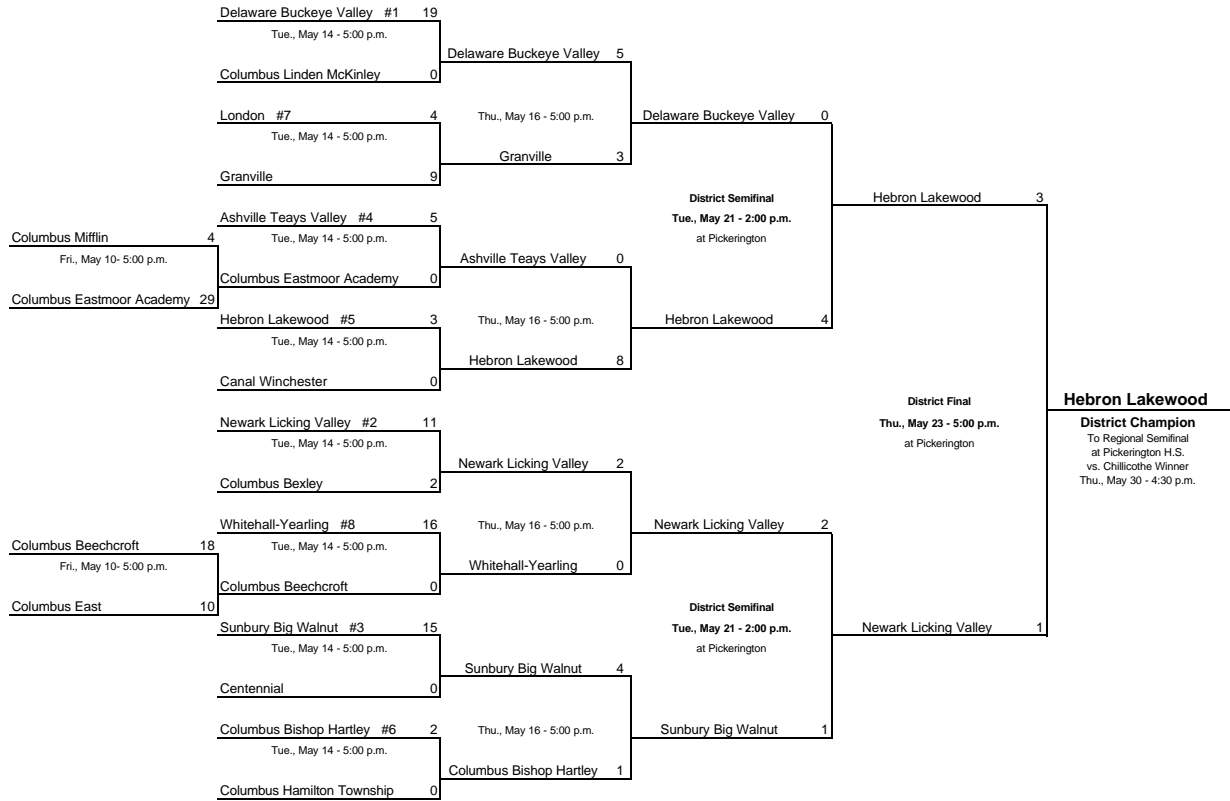 Delaware Buckeye Valley #1 19
Tue., May 14 - 5:00 p.m.
Delaware Buckeye Valley 5
Columbus Linden McKinley 0
London #7 4
Thu., May 16 - 5:00 p.m.
Delaware Buckeye Valley 0
Tue., May 14 - 5:00 p.m.
Granville 3
Granville 9
District Semifinal
Hebron Lakewood 3
Ashville Teays Valley #4 5
Tue., May 21 - 2:00 p.m.
Columbus Mifflin 4
Tue., May 14 - 5:00 p.m.
at Pickerington
Fri., May 10- 5:00 p.m.
Ashville Teays Valley 0
Columbus Eastmoor Academy 0
Columbus Eastmoor Academy 29
Hebron Lakewood #5 3
Thu., May 16 - 5:00 p.m.
Hebron Lakewood 4
Tue., May 14 - 5:00 p.m.
Hebron Lakewood 8
Canal Winchester 0
District Final
Hebron Lakewood
Newark Licking Valley #2 11
Thu., May 23 - 5:00 p.m.
District Champion
Tue., May 14 - 5:00 p.m.
at Pickerington
To Regional Semifinal
at Pickerington H.S.
Newark Licking Valley 2
vs. Chillicothe Winner
Columbus Bexley 2
Thu., May 30 - 4:30 p.m.
Whitehall-Yearling #8 16
Thu., May 16 - 5:00 p.m.
Newark Licking Valley 2
Columbus Beechcroft 18
Tue., May 14 - 5:00 p.m.
Fri., May 10- 5:00 p.m.
Whitehall-Yearling 0
Columbus Beechcroft 0
Columbus East 10
District Semifinal
Sunbury Big Walnut #3 15
Tue., May 21 - 2:00 p.m.
Newark Licking Valley 1
Tue., May 14 - 5:00 p.m.
at Pickerington
Sunbury Big Walnut 4
Centennial 0
Columbus Bishop Hartley #6 2
Thu., May 16 - 5:00 p.m.
Sunbury Big Walnut 1
Tue., May 14 - 5:00 p.m.
Columbus Bishop Hartley 1
Columbus Hamilton Township 0